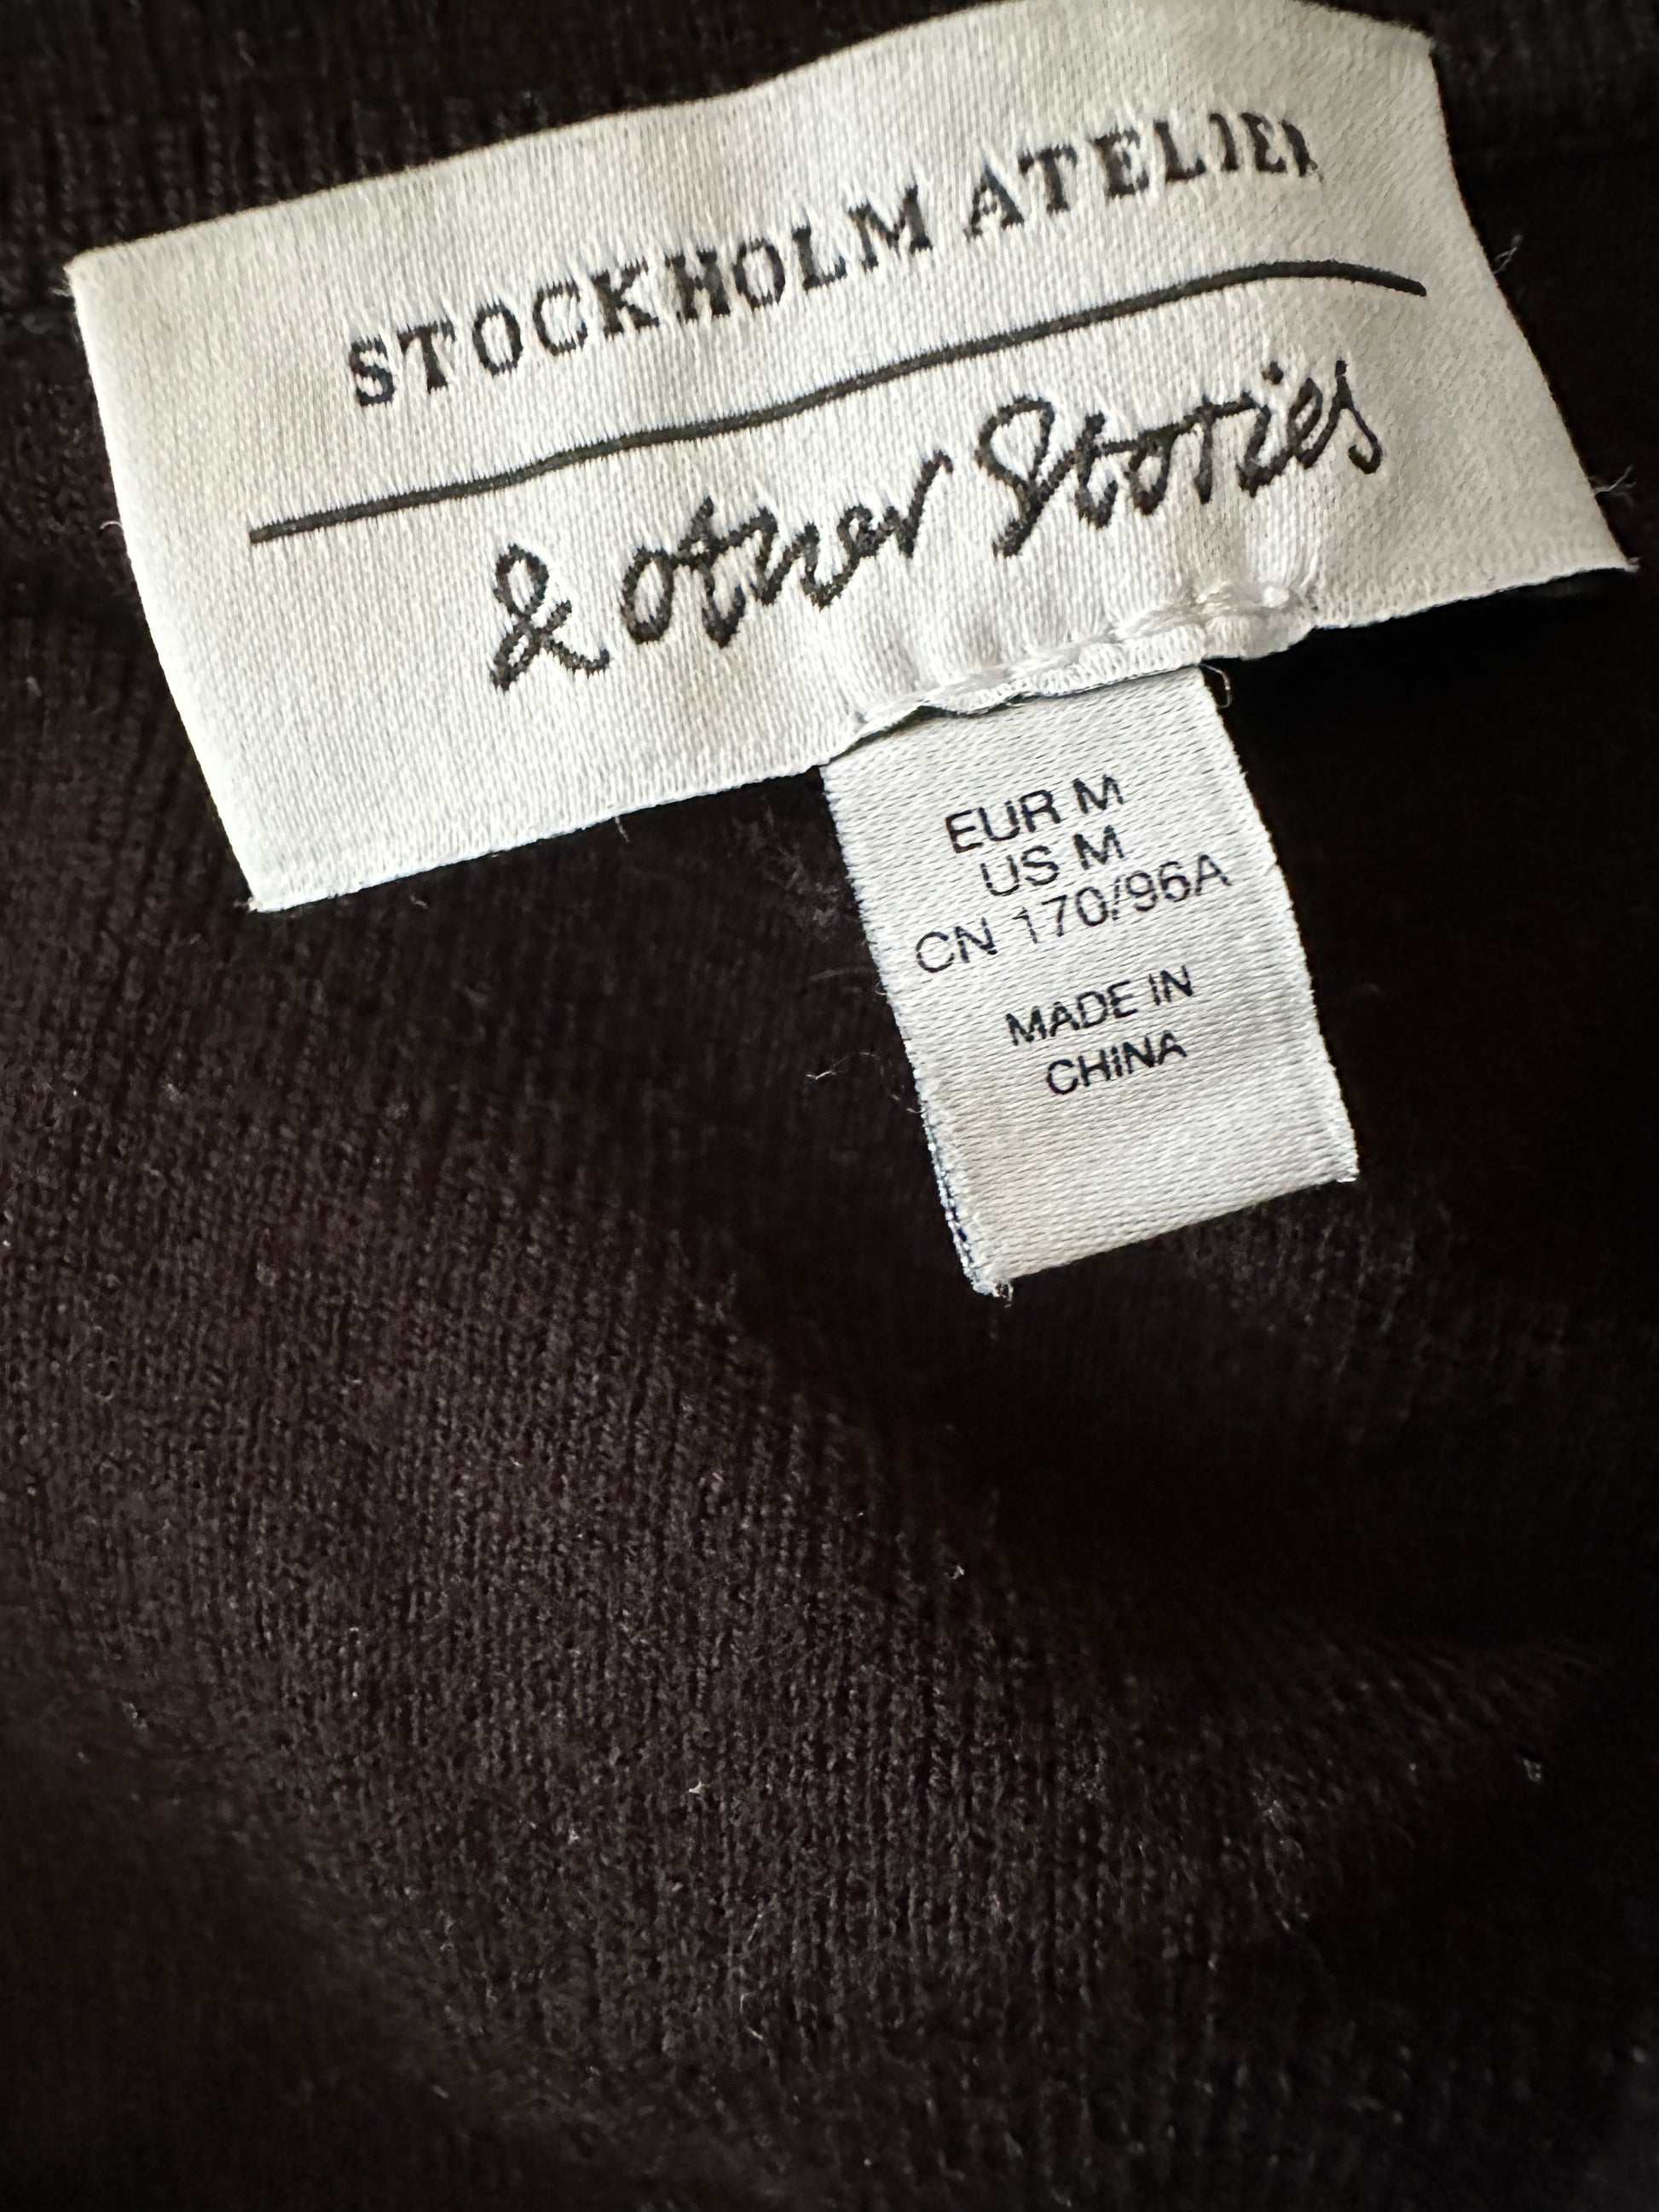 STOCKHOLM ATELIER
& other Stories
EUR M
US M
CN 170/96A
MADE IN
CHINA